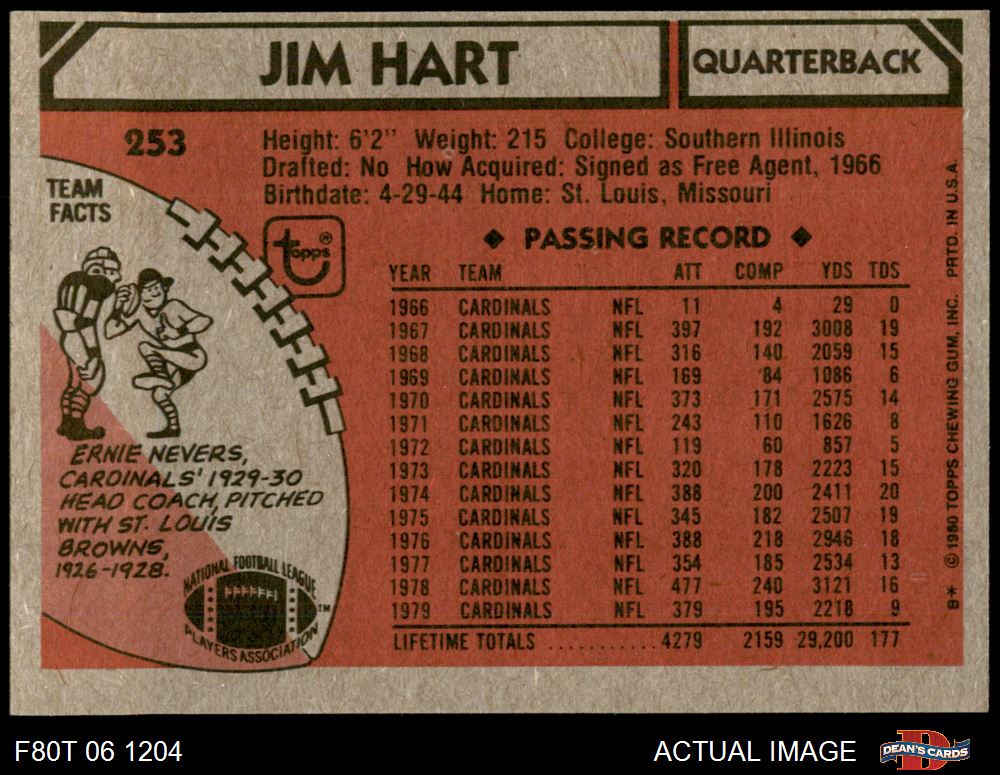 JIM HART
QUARTERBACK
253
Height: 6'2" Weight: 215 College: Southern Illinois
Drafted: No How Acquired: Signed as Free Agent, 1966
Birthdate: 4-29-44 Home: St. Louis, Missouri
TEAM
FACTS
topps®
◆ PASSING RECORD ◆
YEAR TEAM ATT COMP YDS TDS
1966 CARDINALS NFL 11 4 29 0
1967 CARDINALS NFL 397 192 3008 19
1968 CARDINALS NFL 316 140 2059 15
1969 CARDINALS NFL 169 84 1086 6
1970 CARDINALS NFL 373 171 2575 14
1971 CARDINALS NFL 243 110 1626 8
1972 CARDINALS NFL 119 60 857 5
1973 CARDINALS NFL 320 178 2223 15
1974 CARDINALS NFL 388 200 2411 20
1975 CARDINALS NFL 345 182 2507 19
1976 CARDINALS NFL 388 218 2946 18
1977 CARDINALS NFL 354 185 2534 13
1978 CARDINALS NFL 477 240 3121 16
1979 CARDINALS NFL 379 195 2218 9
LIFETIME TOTALS ........... 4279 2159 29,200 177
ERNIE NEVERS,
CARDINALS' 1929-30
HEAD COACH, PITCHED
WITH ST. LOUIS
BROWNS,
1926-1928.
NATIONAL FOOTBALL LEAGUE
PLAYERS ASSOCIATION
TM
B* © 1980 TOPPS CHEWING GUM, INC. PRTD. IN U.S.A.
F80T 06 1204
ACTUAL IMAGE
D
DEAN'S CARDS